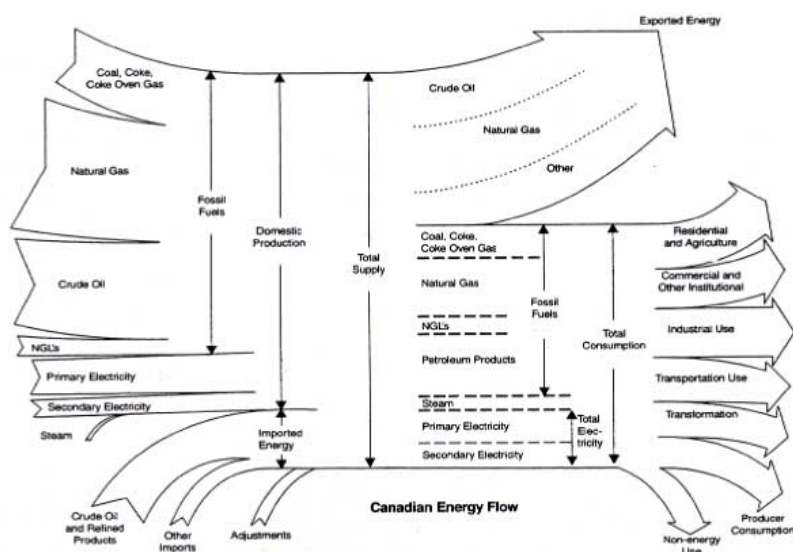 Exported Energy
Coal, Coke,
Coke Oven Gas
Natural Gas
Crude Oil
NGL's
Primary Electricity
Secondary Electricity
Steam
Crude Oil
and Refined
Products
Other
Imports
Adjustments
Fossil
Fuels
Domestic
Production
Imported
Energy
Total
Supply
Crude Oil
Natural Gas
Other
Coal, Coke,
Coke Oven Gas
Natural Gas
NGL's
Petroleum Products
Steam
Primary Electricity
Secondary Electricity
Fossil
Fuels
Total
Elec-
tricity
Total
Consumption
Residential
and Agriculture
Commercial and
Other Institutional
Industrial Use
Transportation Use
Transformation
Producer
Consumption
Non-energy
Use
Canadian Energy Flow